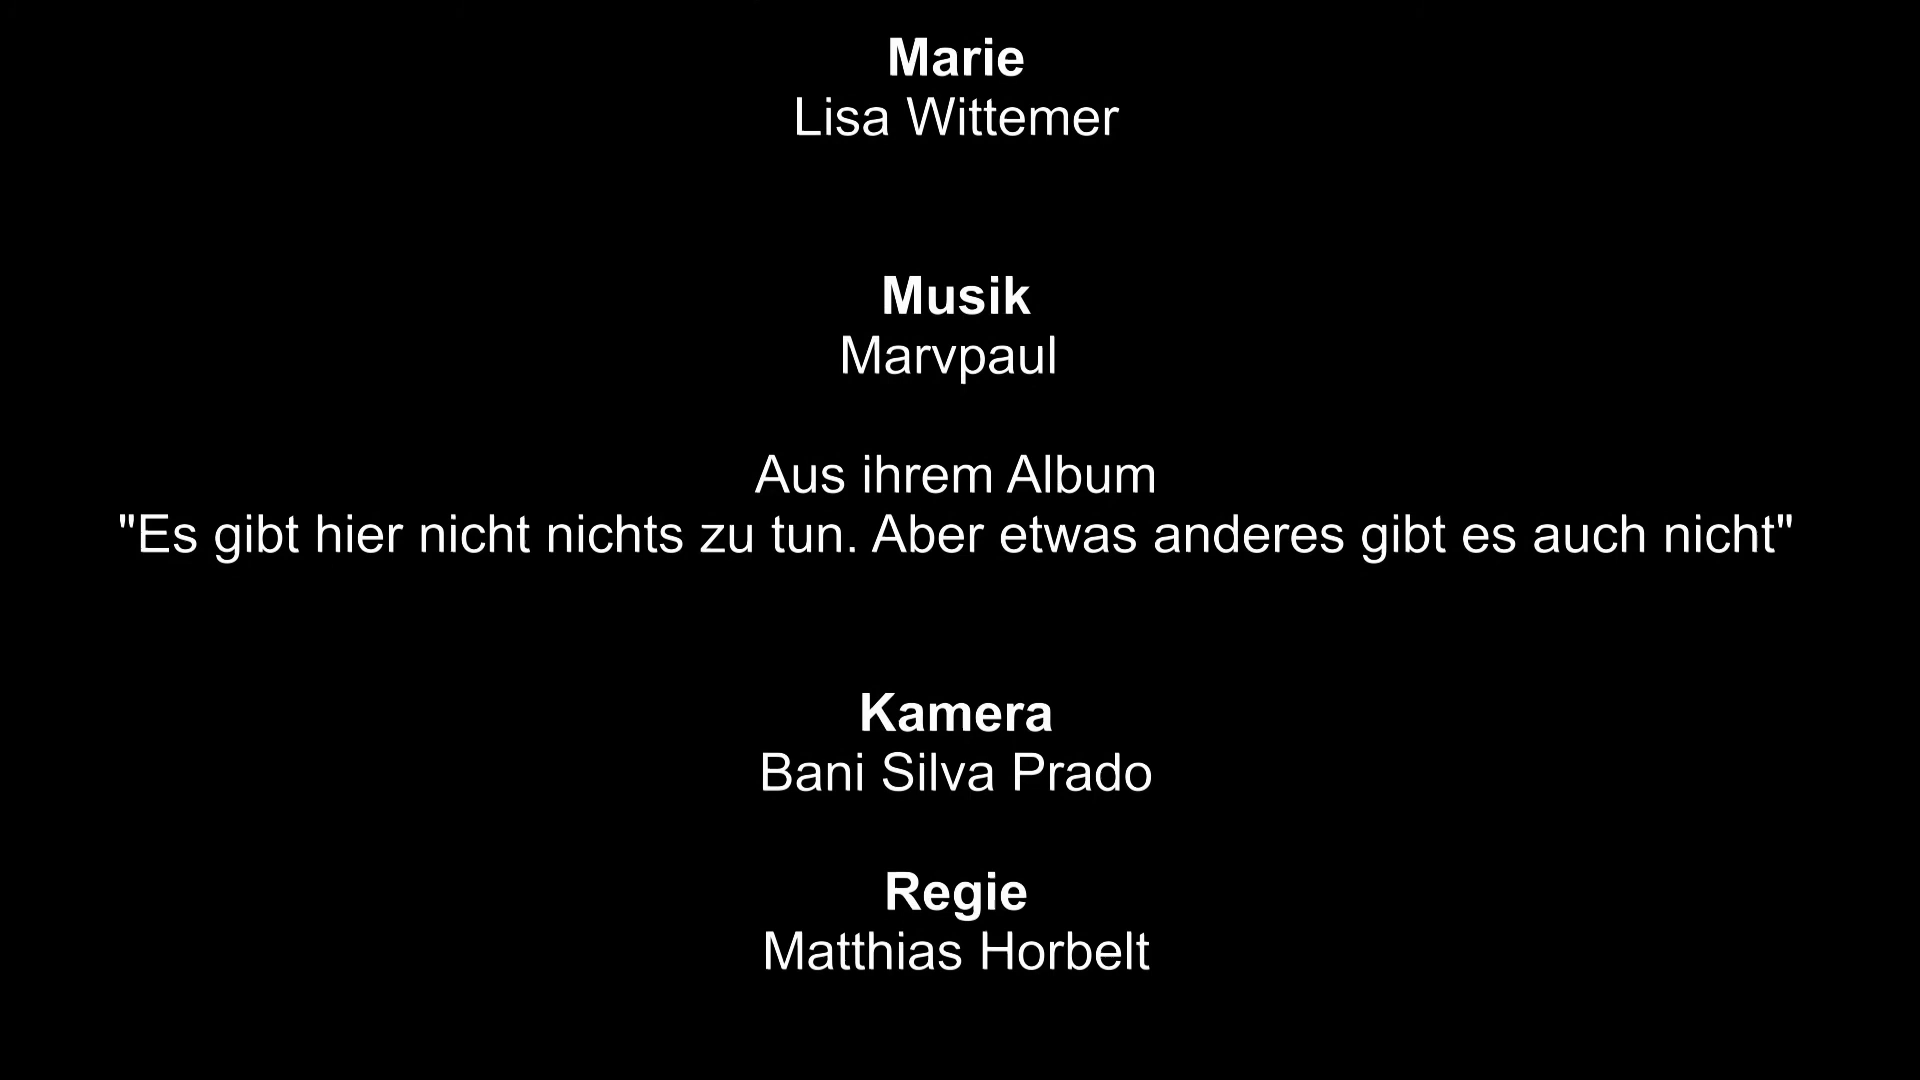 Marie
Lisa Wittemer
Musik
Marvpaul
Aus ihrem Album
"Es gibt hier nicht nichts zu tun. Aber etwas anderes gibt es auch nicht"
Kamera
Bani Silva Prado
Regie
Matthias Horbelt